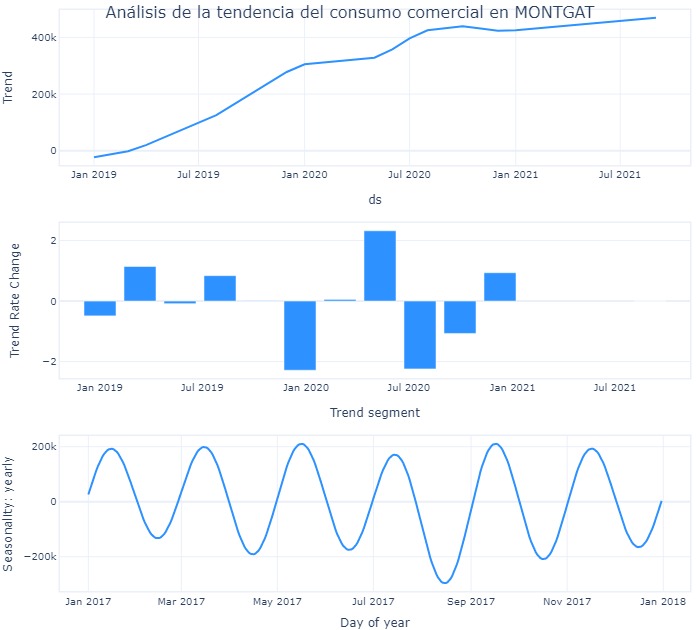 Análisis de la tendencia del consumo comercial en MONTGAT
400k
200k
0
Trend
Jan 2019 Jul 2019 Jan 2020 Jul 2020 Jan 2021 Jul 2021
ds
2
0
−2
Trend Rate Change
Jan 2019 Jul 2019 Jan 2020 Jul 2020 Jan 2021 Jul 2021
Trend segment
200k
0
−200k
Seasonality: yearly
Jan 2017 Mar 2017 May 2017 Jul 2017 Sep 2017 Nov 2017 Jan 2018
Day of year